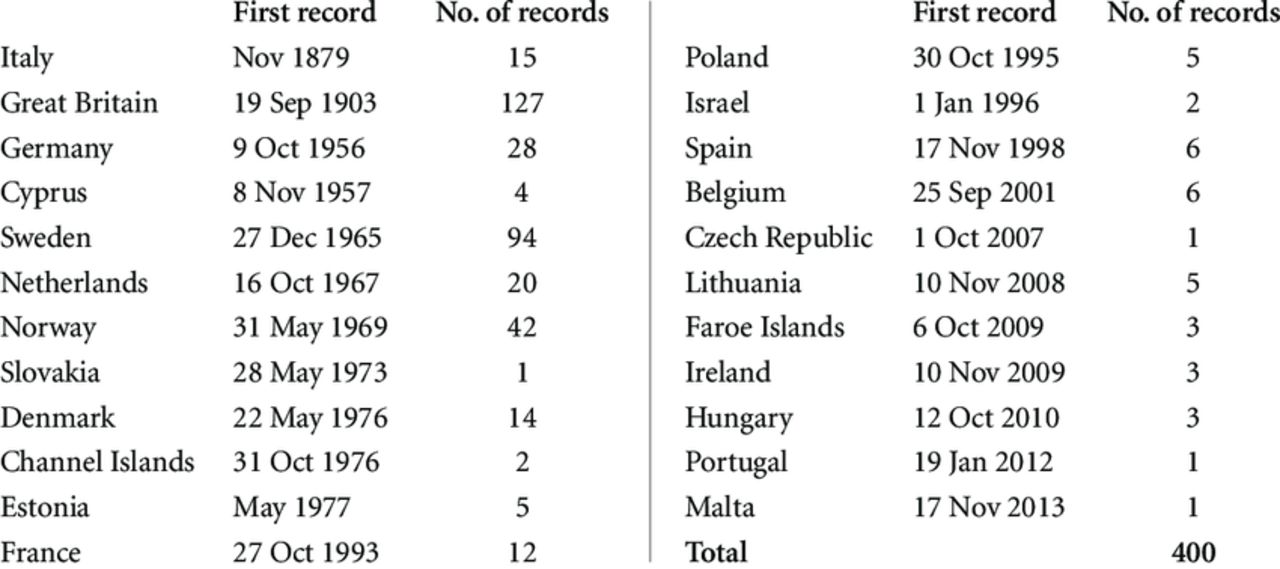 First record No. of records
Italy Nov 1879 15
Great Britain 19 Sep 1903 127
Germany 9 Oct 1956 28
Cyprus 8 Nov 1957 4
Sweden 27 Dec 1965 94
Netherlands 16 Oct 1967 20
Norway 31 May 1969 42
Slovakia 28 May 1973 1
Denmark 22 May 1976 14
Channel Islands 31 Oct 1976 2
Estonia May 1977 5
France 27 Oct 1993 12
First record No. of records
Poland 30 Oct 1995 5
Israel 1 Jan 1996 2
Spain 17 Nov 1998 6
Belgium 25 Sep 2001 6
Czech Republic 1 Oct 2007 1
Lithuania 10 Nov 2008 5
Faroe Islands 6 Oct 2009 3
Ireland 10 Nov 2009 3
Hungary 12 Oct 2010 3
Portugal 19 Jan 2012 1
Malta 17 Nov 2013 1
Total 400